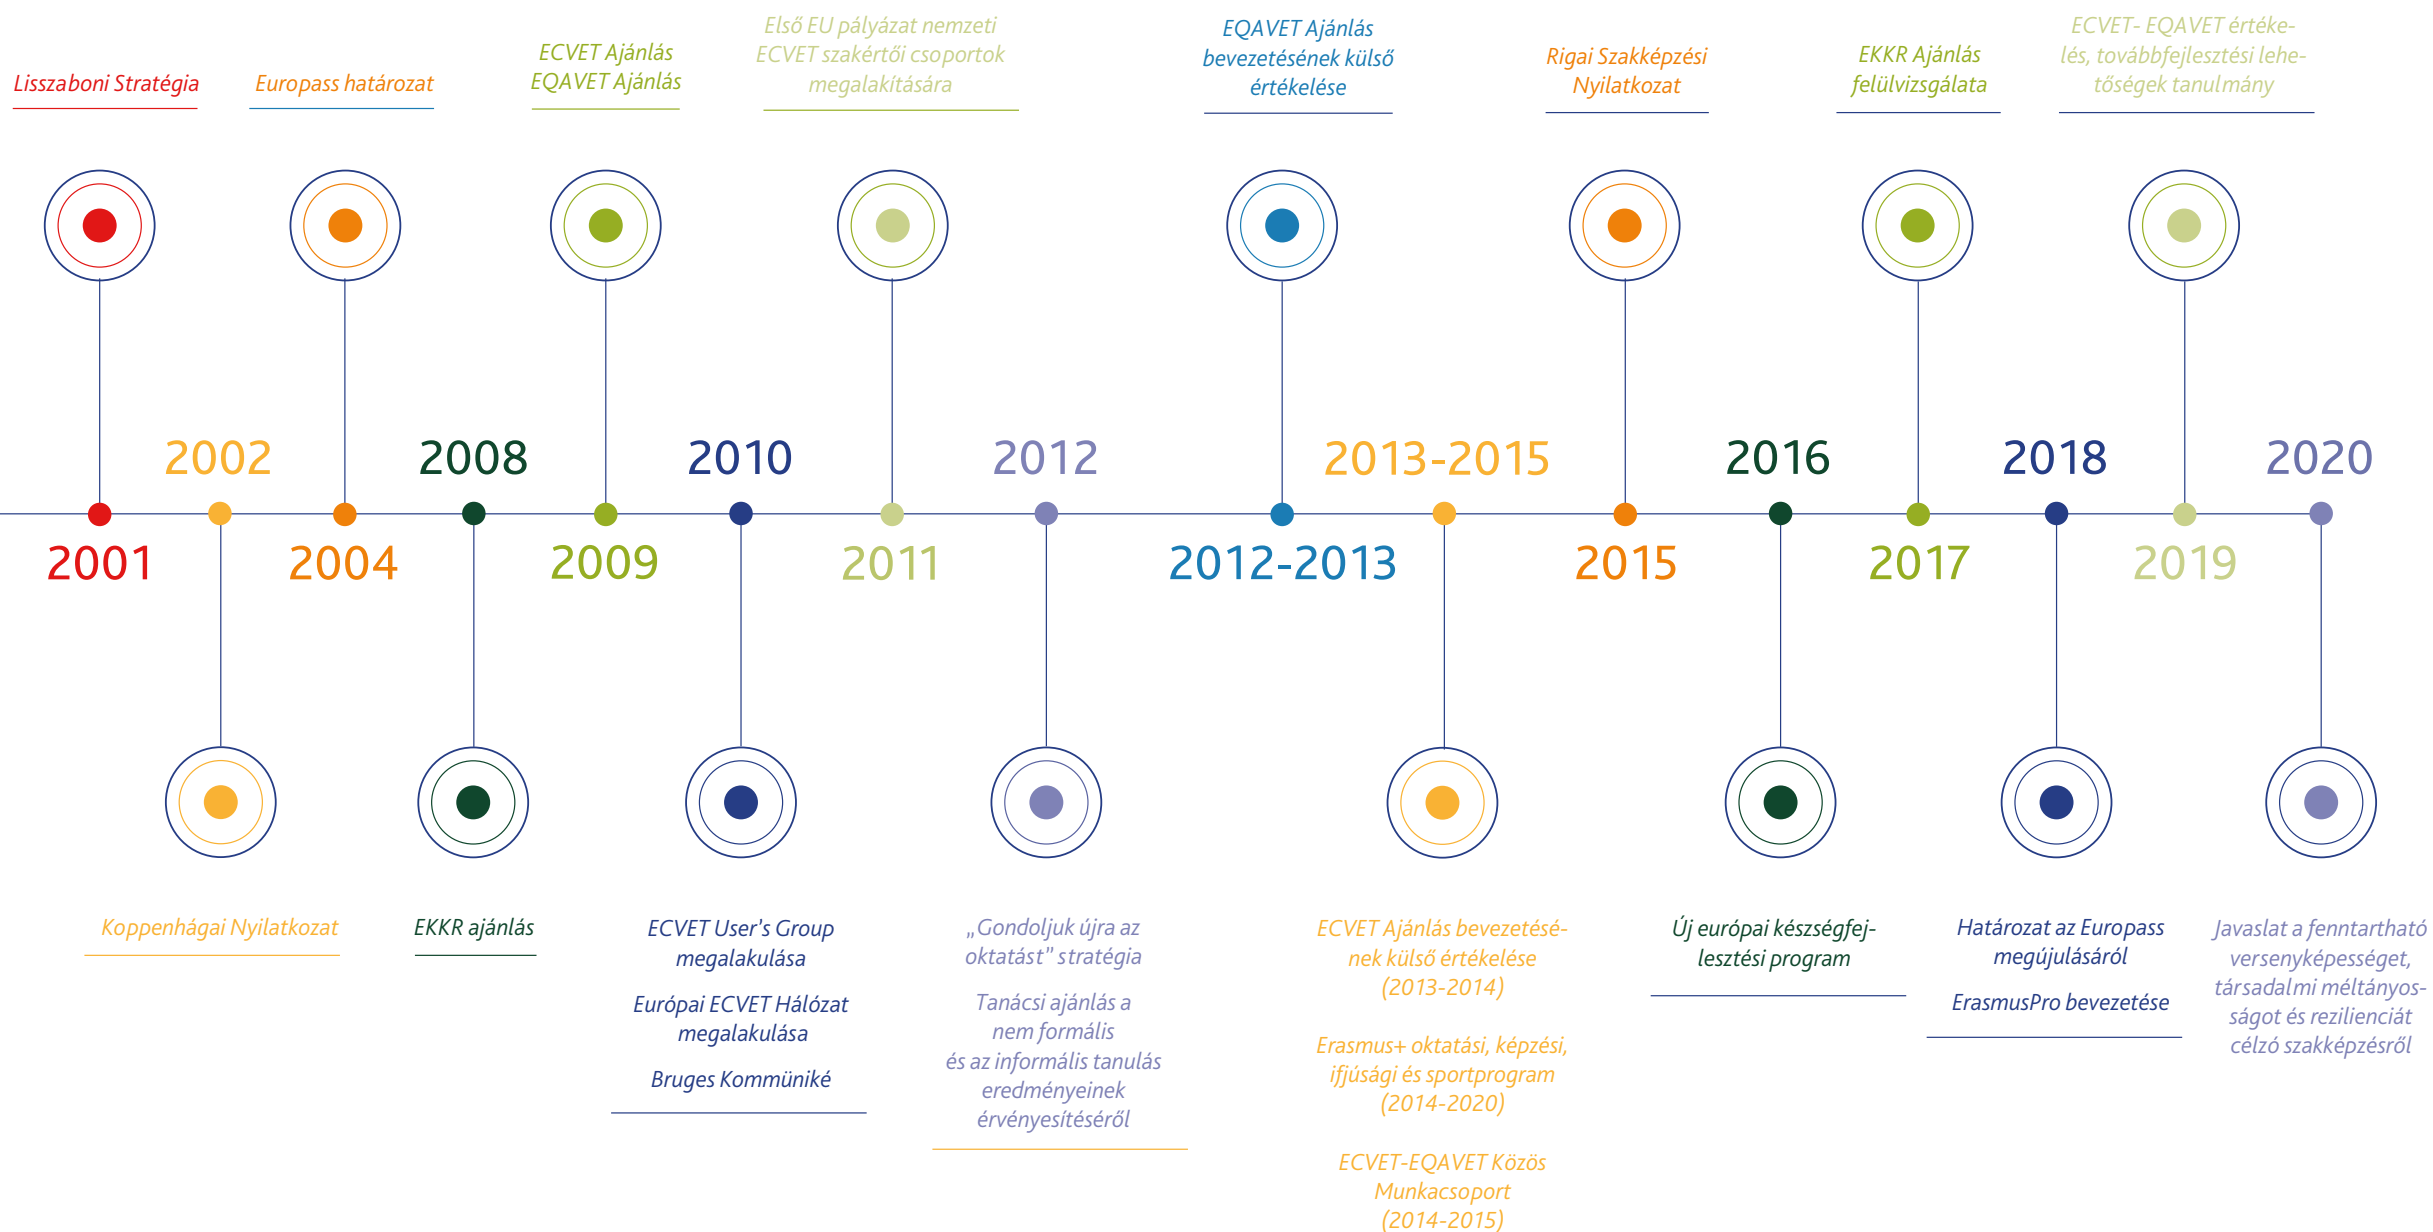 Lisszaboni Stratégia
Europass határozat
ECVET Ajánlás
EQAVET Ajánlás
Első EU pályázat nemzeti
ECVET szakértői csoportok
megalakítására
EQAVET Ajánlás
bevezetésének külső
értékelése
Rigai Szakképzési
Nyilatkozat
EKKR Ajánlás
felülvizsgálata
ECVET- EQAVET értéke-
lés, továbbfejlesztési lehe-
tőségek tanulmány
2002
2008
2010
2012
2013-2015
2016
2018
2020
2001
2004
2009
2011
2012-2013
2015
2017
2019
Koppenhágai Nyilatkozat
EKKR ajánlás
ECVET User's Group
megalakulása
Európai ECVET Hálózat
megalakulása
Bruges Kommüniké
„Gondoljuk újra az
oktatást” stratégia
Tanácsi ajánlás a
nem formális
és az informális tanulás
eredményeinek
érvényesítéséről
ECVET Ajánlás bevezetésé-
nek külső értékelése
(2013-2014)
Erasmus+ oktatási, képzési,
ifjúsági és sportprogram
(2014-2020)
ECVET-EQAVET Közös
Munkacsoport
(2014-2015)
Új európai készségfej-
lesztési program
Határozat az Europass
megújulásáról
ErasmusPro bevezetése
Javaslat a fenntartható
versenyképességet,
társadalmi méltányos-
ságot és rezilienciát
célzó szakképzésről